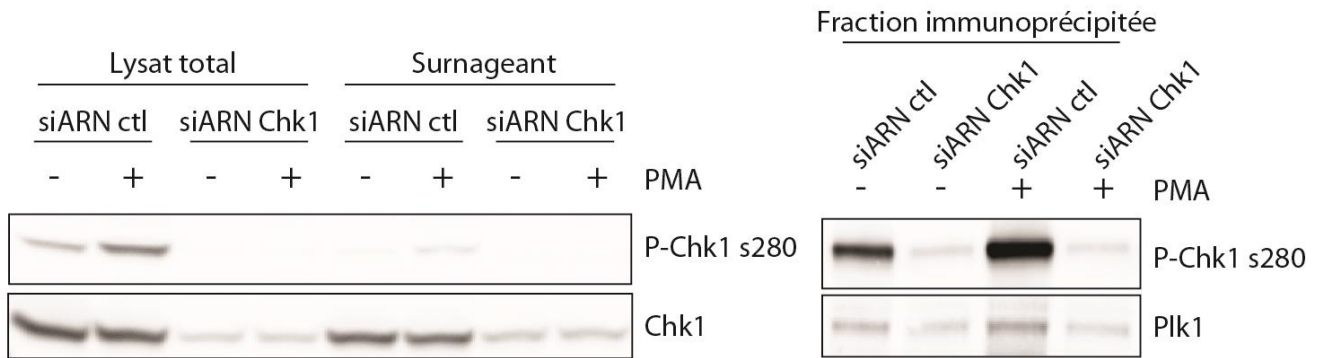 Lysat total Surnageant
siARN ctl siARN Chk1 siARN ctl siARN Chk1
- + - + - + - + PMA
P-Chk1 s280
Chk1
Fraction immunoprécipitée
siARN ctl siARN Chk1 siARN ctl siARN Chk1
- - + + PMA
P-Chk1 s280
Plk1